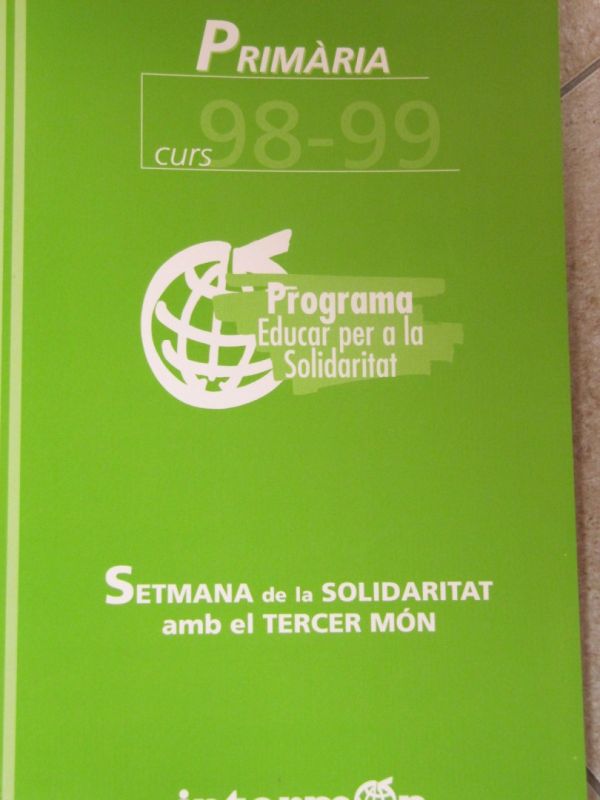 PRIMÀRIA
curs 98-99
Programa
Educar per a la
Solidaritat
SETMANA de la SOLIDARITAT
amb el TERCER MÓN